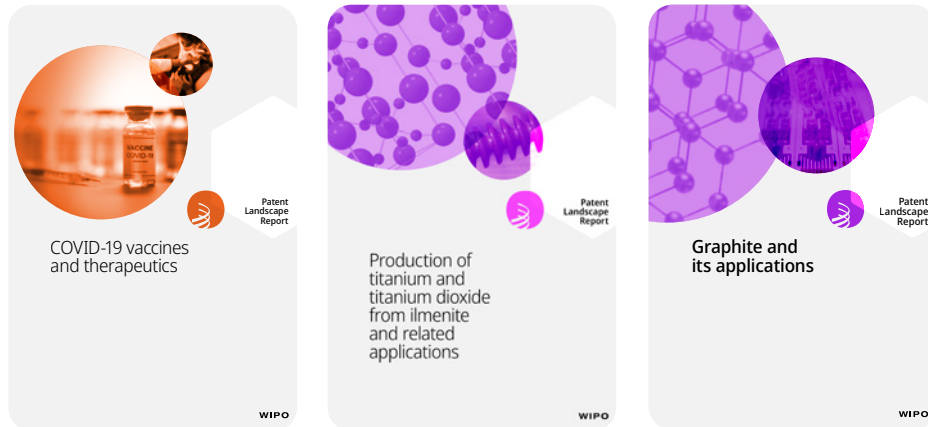 VACCINE
COVID-19
Patent
Landscape
Report
COVID-19 vaccines
and therapeutics
WIPO
Patent
Landscape
Report
Production of
titanium and
titanium dioxide
from ilmenite
and related
applications
WIPO
Patent
Landscape
Report
Graphite and
its applications
WIPO